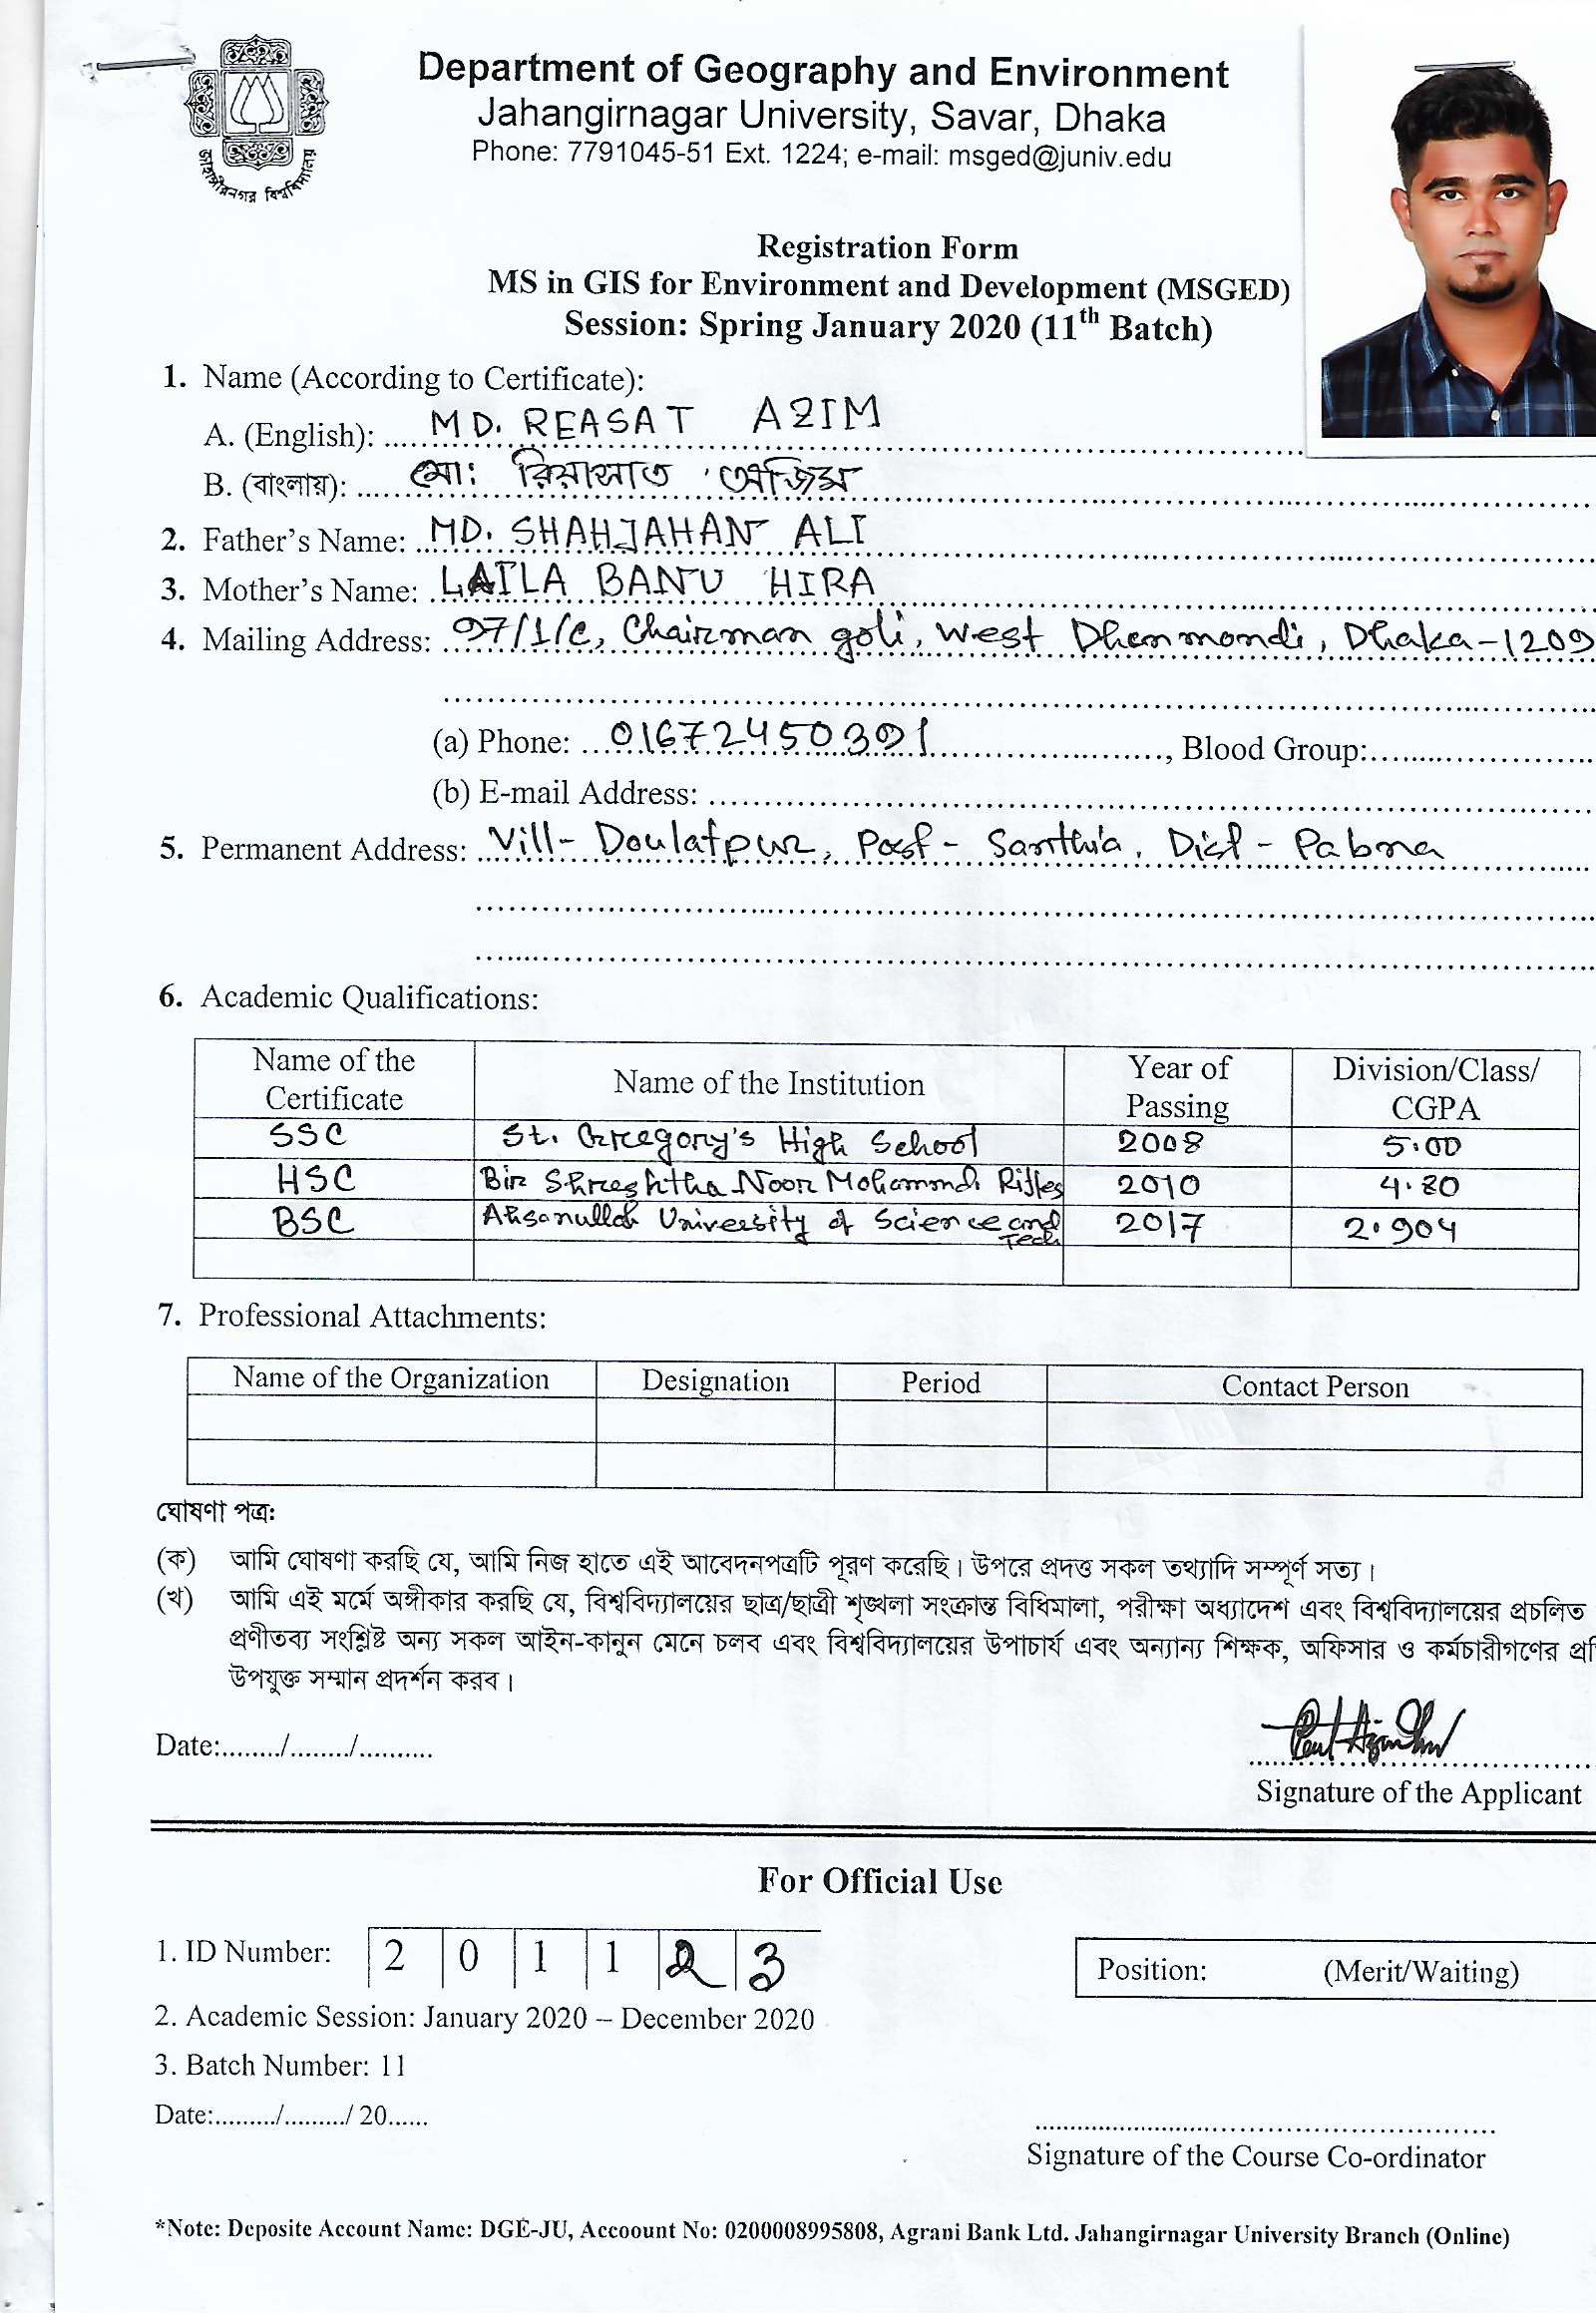 জাহাঙ্গীরনগর বিশ্ববিদ্যালয়
Department of Geography and Environment
Jahangirnagar University, Savar, Dhaka
Phone: 7791045-51 Ext. 1224; e-mail: msged@juniv.edu
Registration Form
MS in GIS for Environment and Development (MSGED)
Session: Spring January 2020 (11th Batch)
1. Name (According to Certificate):
A. (English): MD. REASAT AZIM
B. (বাংলায়): মো: রিয়াসাত আজিম
2. Father's Name: MD. SHAHJAHAN ALI
3. Mother's Name: LAILA BANU HIRA
4. Mailing Address: 97/1/C, Chairman goli, West Dhanmondi, Dhaka-1209
(a) Phone: 01672450391, Blood Group:
(b) E-mail Address:
5. Permanent Address: Vill- Doulatpur, Post- Santhia, Dist- Pabna
6. Academic Qualifications:
Name of the Certificate Name of the Institution Year of Passing Division/Class/ CGPA
SSC St. Gregory's High School 2008 5.00
HSC Bir Shreshtha Noor Mohammad Rifles 2010 4.80
BSC Ahsanullah University of Science and Tech. 2017 2.904
7. Professional Attachments:
Name of the Organization Designation Period Contact Person
ঘোষণা পত্র:
(ক) আমি ঘোষণা করছি যে, আমি নিজ হাতে এই আবেদনপত্রটি পূরণ করেছি। উপরে প্রদত্ত সকল তথ্যাদি সম্পূর্ণ সত্য।
(খ) আমি এই মর্মে অঙ্গীকার করছি যে, বিশ্ববিদ্যালয়ের ছাত্র/ছাত্রী শৃঙ্খলা সংক্রান্ত বিধিমালা, পরীক্ষা অধ্যাদেশ এবং বিশ্ববিদ্যালয়ের প্রচলিত
প্রণীতব্য সংশ্লিষ্ট অন্য সকল আইন-কানুন মেনে চলব এবং বিশ্ববিদ্যালয়ের উপাচার্য এবং অন্যান্য শিক্ষক, অফিসার ও কর্মচারীগণের
উপযুক্ত সম্মান প্রদর্শন করব।
Date:......../......../..........
Signature of the Applicant
For Official Use
1. ID Number: 2 0 1 1 2 3
Position: (Merit/Waiting)
2. Academic Session: January 2020 – December 2020
3. Batch Number: 11
Date:........./........./ 20......
Signature of the Course Co-ordinator
*Note: Deposite Account Name: DGE-JU, Accoount No: 0200008995808, Agrani Bank Ltd. Jahangirnagar University Branch (Online)